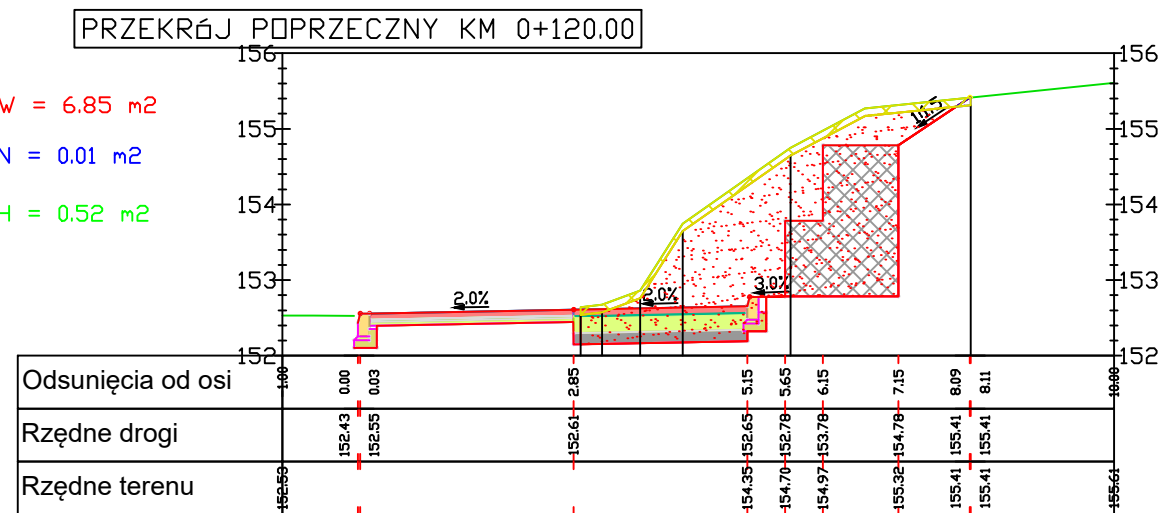 PRZEKRÓJ POPRZECZNY KM 0+120.00
W = 6.85 m2
N = 0.01 m2
H = 0.52 m2
156 156
155 155
154 154
153 153
152 152
2.0% 2.0% 3.0% 1:1.5
Odsunięcia od osi 1.00 0.00 0.03 2.85 5.15 5.65 6.15 7.15 8.09 8.11 10.00
Rzędne drogi 152.43 152.55 152.61 152.65 152.78 153.78 154.78 155.41 155.41
Rzędne terenu 152.53 154.35 154.70 154.97 155.32 155.41 155.41 155.61